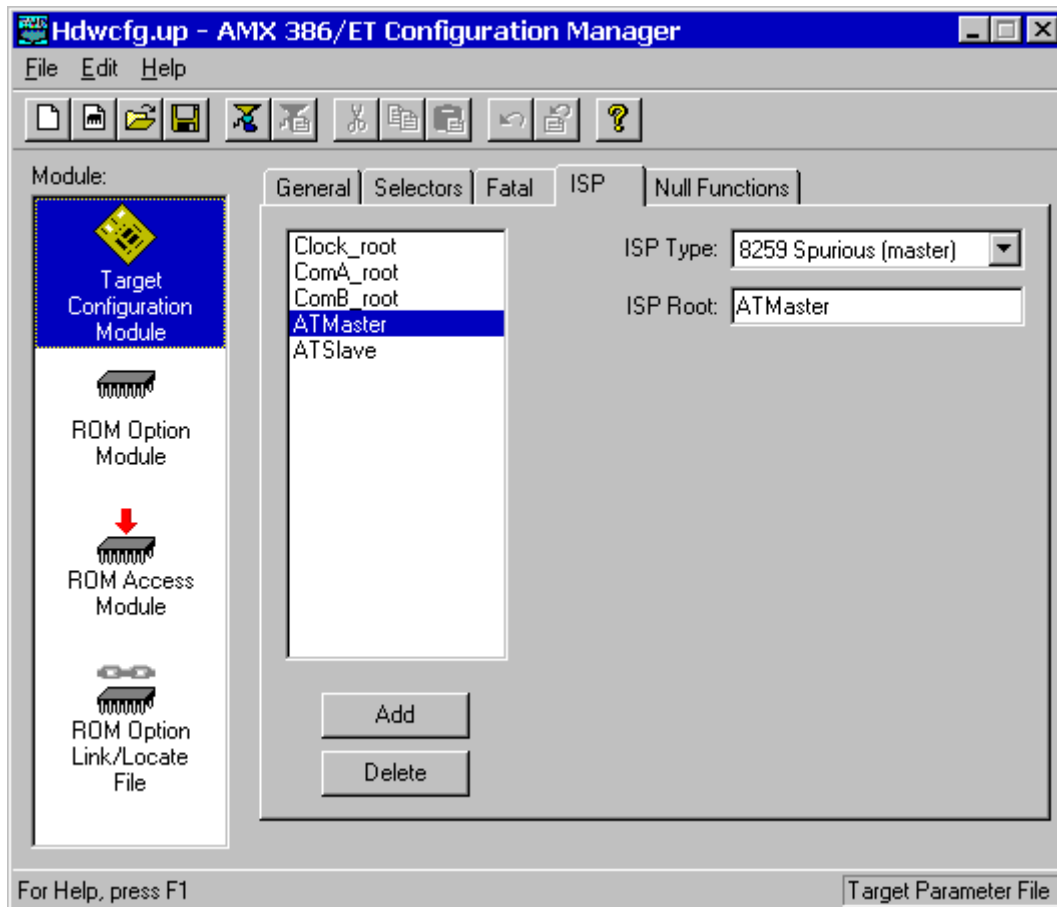 Hdwcfg.up - AMX 386/ET Configuration Manager
File Edit Help
Module:
Target
Configuration
Module
ROM Option
Module
ROM Access
Module
ROM Option
Link/Locate
File
General Selectors Fatal ISP Null Functions
Clock_root
ComA_root
ComB_root
ATMaster
ATSlave
Add
Delete
ISP Type: 8259 Spurious (master)
ISP Root: ATMaster
For Help, press F1
Target Parameter File